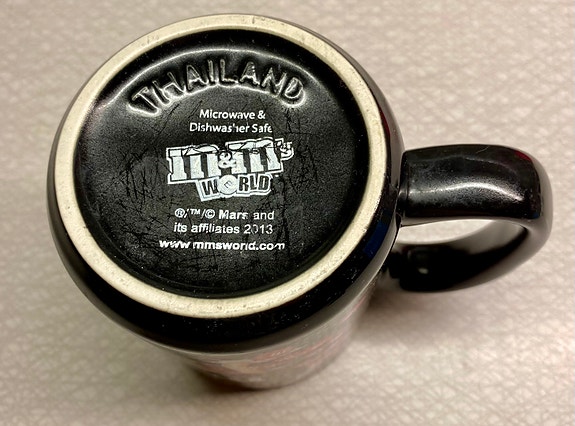 THAILAND
Microwave &
Dishwasher Safe
m&m's
WORLD
®/™/© Mars and
its affiliates 2013
www.mmsworld.com